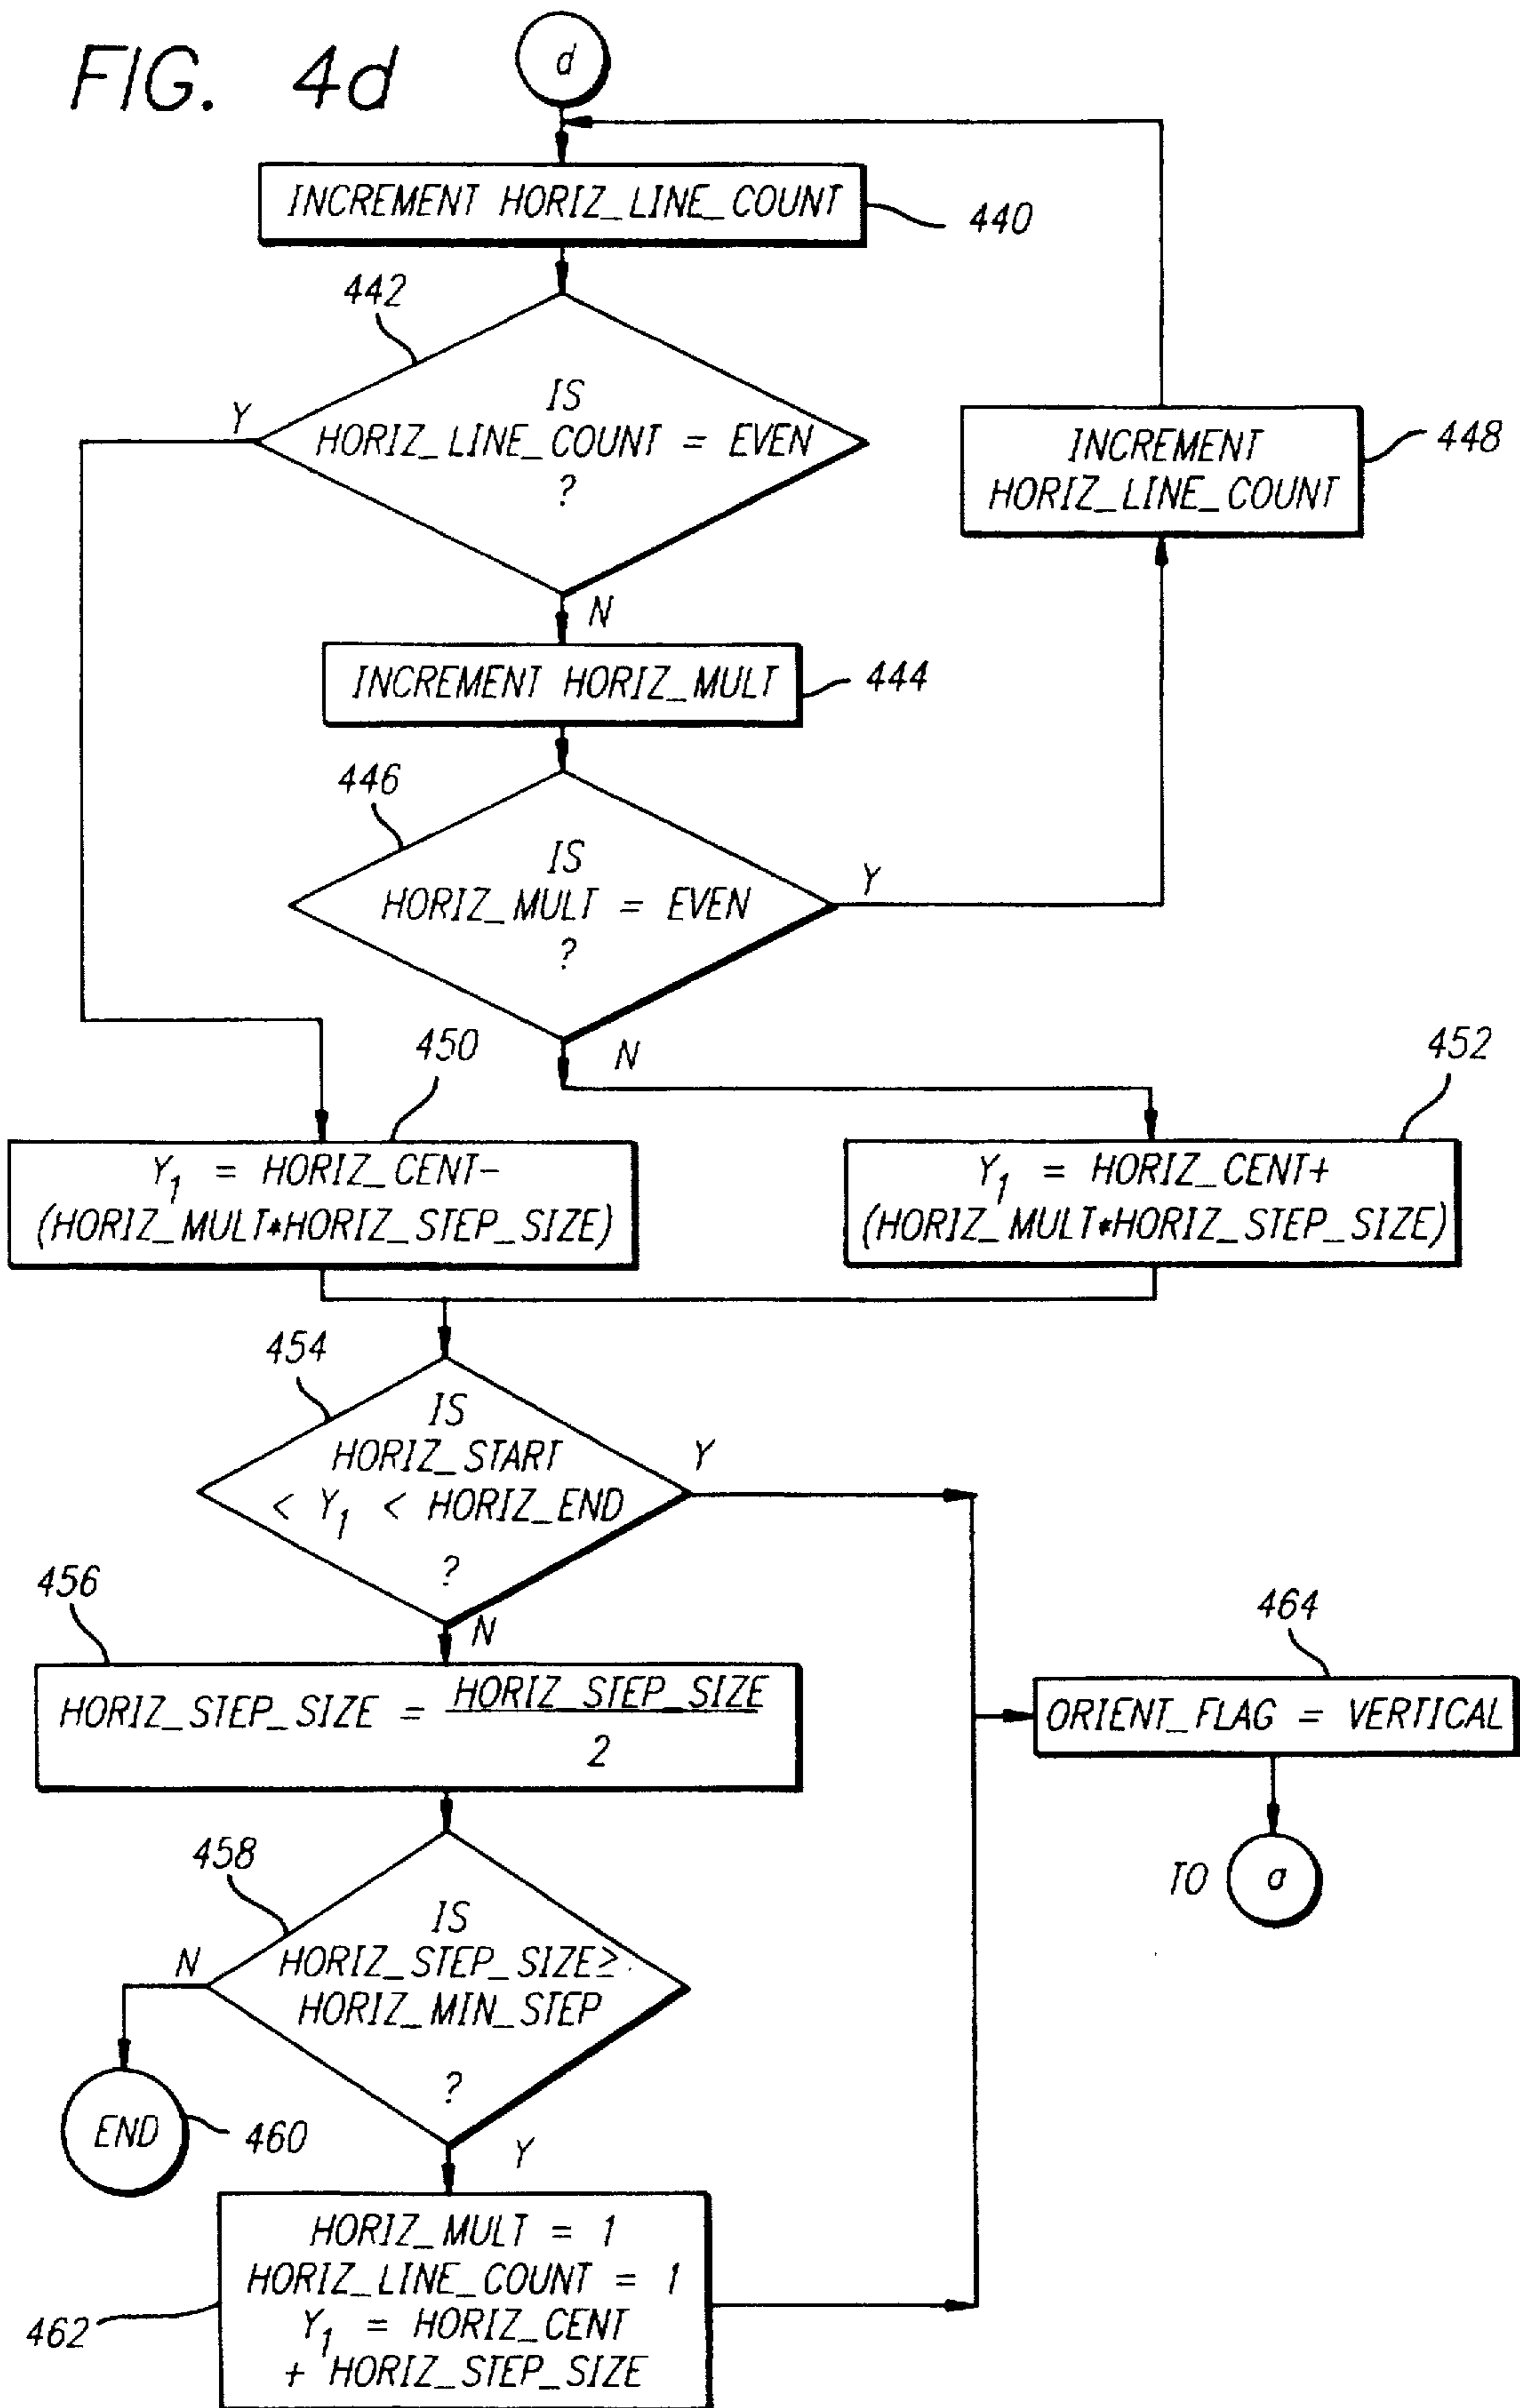 FIG. 4d
d
INCREMENT HORIZ_LINE_COUNT
440
442
IS
HORIZ_LINE_COUNT = EVEN
?
Y
N
INCREMENT
HORIZ_LINE_COUNT
448
INCREMENT HORIZ_MULT
444
446
IS
HORIZ_MULT = EVEN
?
Y
N
450
Y1 = HORIZ_CENT-
(HORIZ_MULT*HORIZ_STEP_SIZE)
452
Y1 = HORIZ_CENT+
(HORIZ_MULT*HORIZ_STEP_SIZE)
454
IS
HORIZ_START
< Y1 < HORIZ_END
?
Y
N
456
HORIZ_STEP_SIZE = HORIZ_STEP_SIZE
2
464
ORIENT_FLAG = VERTICAL
TO a
458
IS
HORIZ_STEP_SIZE≥
HORIZ_MIN_STEP
?
N
Y
END
460
HORIZ_MULT = 1
HORIZ_LINE_COUNT = 1
Y1 = HORIZ_CENT
+ HORIZ_STEP_SIZE
462